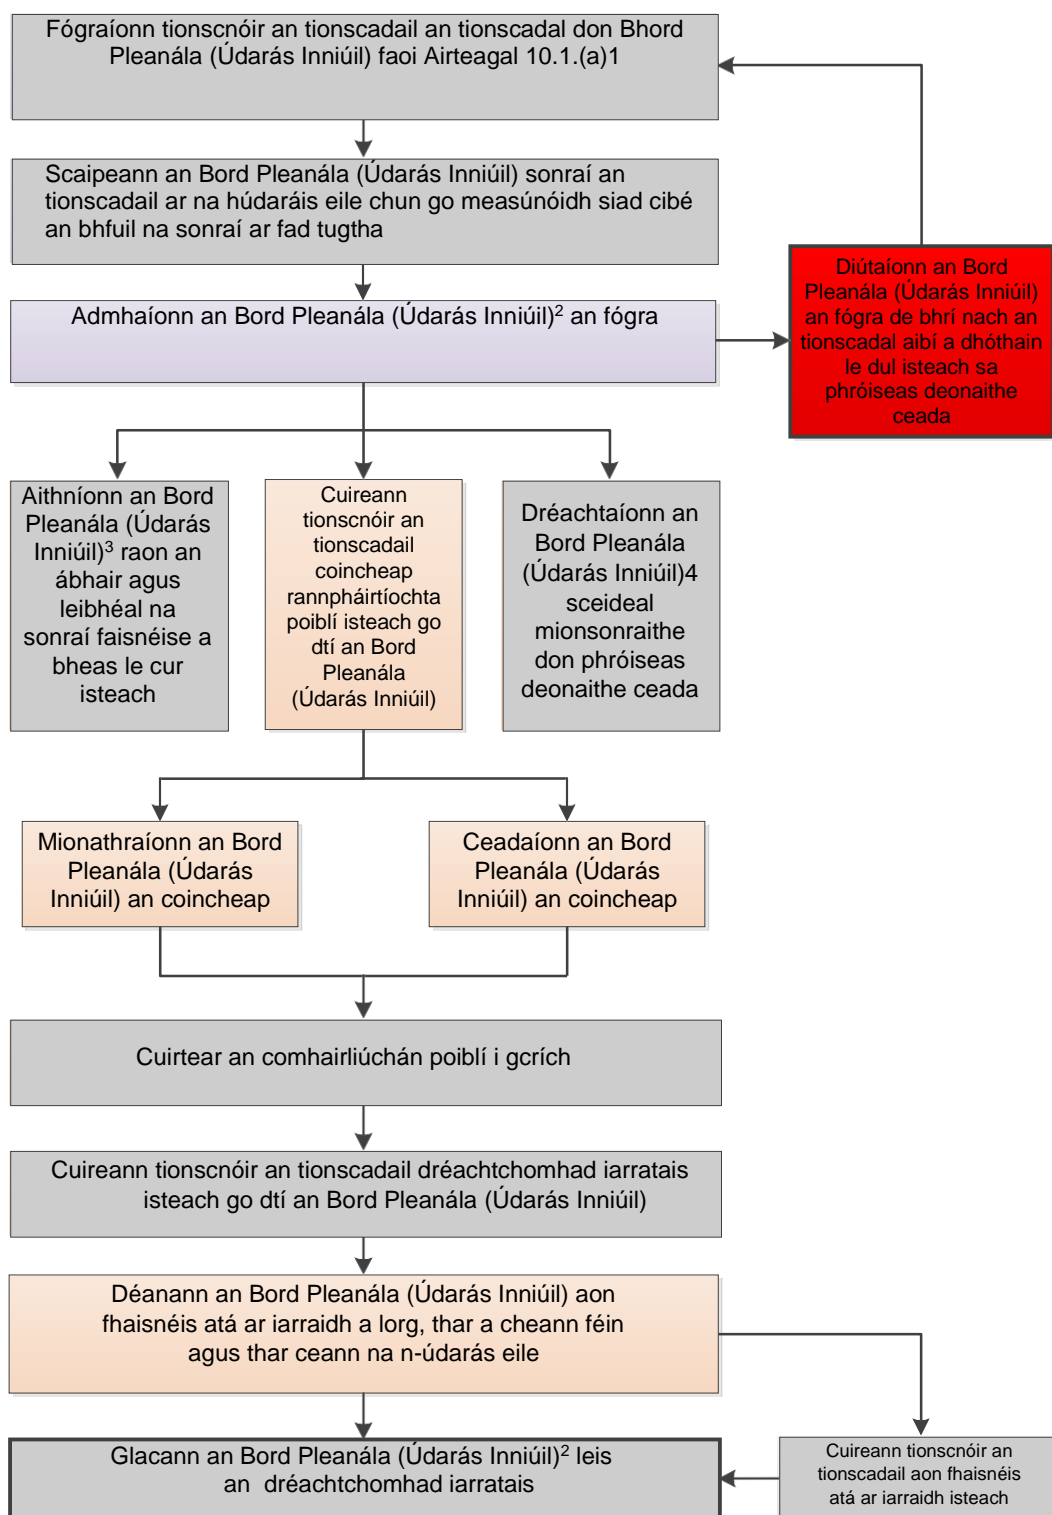 Fógraíonn tionscnóir an tionscadail an tionscadal don Bhord
Pleanála (Údarás Inniúil) faoi Airteagal 10.1.(a)1
Scaipeann an Bord Pleanála (Údarás Inniúil) sonraí an
tionscadail ar na húdaráis eile chun go measúnóidh siad cibé
an bhfuil na sonraí ar fad tugtha
Diútaíonn an Bord
Pleanála (Údarás Inniúil)
an fógra de bhrí nach an
tionscadal aibí a dhóthain
le dul isteach sa
phróiseas deonaithe
ceada
Admhaíonn an Bord Pleanála (Údarás Inniúil)² an fógra
Aithníonn an Bord
Pleanála (Údarás
Inniúil)³ raon an
ábhair agus
leibhéal na
sonraí faisnéise a
bheas le cur
isteach
Cuireann
tionscnóir an
tionscadail
coincheap
rannpháirtíochta
poiblí isteach go
dtí an Bord
Pleanála
(Údarás Inniúil)
Dréachtaíonn an
Bord Pleanála
(Údarás Inniúil)4
sceideal
mionsonraithe
don phróiseas
deonaithe ceada
Mionathraíonn an Bord
Pleanála (Údarás
Inniúil) an coincheap
Ceadaíonn an Bord
Pleanála (Údarás
Inniúil) an coincheap
Cuirtear an comhairliúchán poiblí i gcrích
Cuireann tionscnóir an tionscadail dréachtchomhad iarratais
isteach go dtí an Bord Pleanála (Údarás Inniúil)
Déanann an Bord Pleanála (Údarás Inniúil) aon
fhaisnéis atá ar iarraidh a lorg, thar a cheann féin
agus thar ceann na n-údarás eile
Glacann an Bord Pleanála (Údarás Inniúil)² leis
an dréachtchomhad iarratais
Cuireann tionscnóir an
tionscadail aon fhaisnéis
atá ar iarraidh isteach